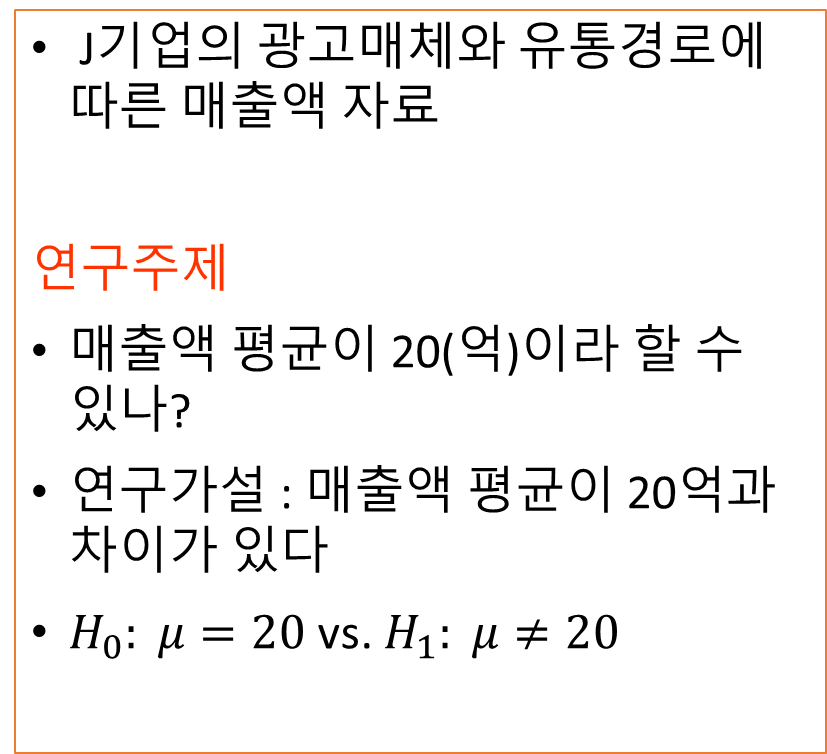 • J기업의 광고매체와 유통경로에
따른 매출액 자료
연구주제
• 매출액 평균이 20(억)이라 할 수
있나?
• 연구가설 : 매출액 평균이 20억과
차이가 있다
• H₀: μ = 20 vs. H₁: μ ≠ 20